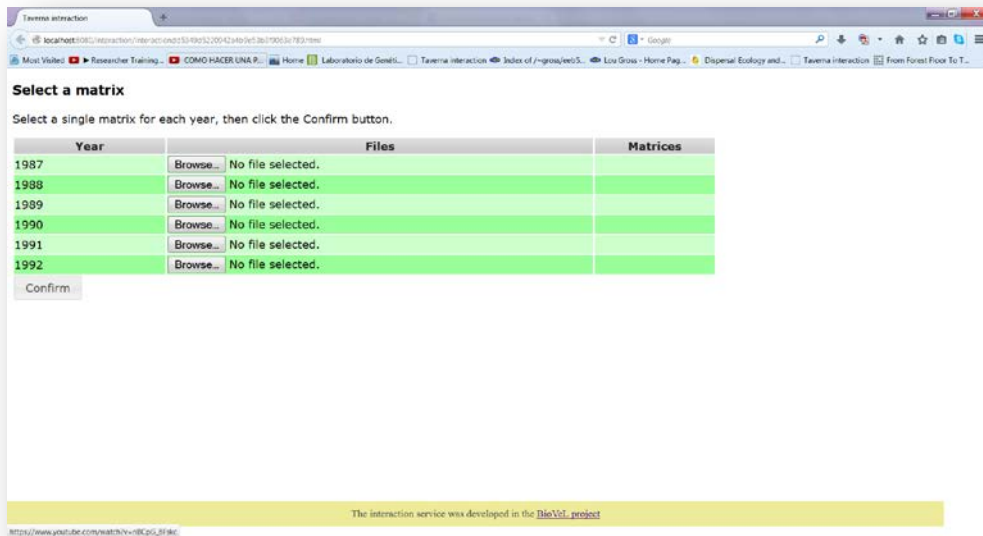 Taverna interaction
Google
Most Visited ▶ Researcher Training... COMO HACER UNA P... Home Laboratorio de Genéti... Taverna interaction Index of /~gross/eeb5... Lou Gross - Home Pag... Dispersal Ecology and... Taverna interaction From Forest Floor To T...
Select a matrix
Select a single matrix for each year, then click the Confirm button.
Year Files Matrices
1987 Browse... No file selected.
1988 Browse... No file selected.
1989 Browse... No file selected.
1990 Browse... No file selected.
1991 Browse... No file selected.
1992 Browse... No file selected.
Confirm
The interaction service was developed in the BioVeL project